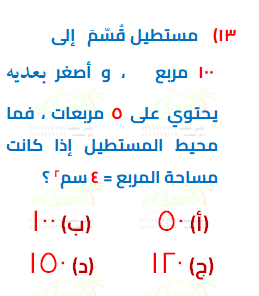 ١٣) مستطيل قُسّمَ إلى
١٠٠ مربع ، و أصغر بعديه
يحتوي على ٥ مربعات ، فما
محيط المستطيل إذا كانت
مساحة المربع = ٤ سم٢ ؟
(أ) ٥٠ (ب) ١٠٠
(ج) ١٢٠ (د) ١٥٠